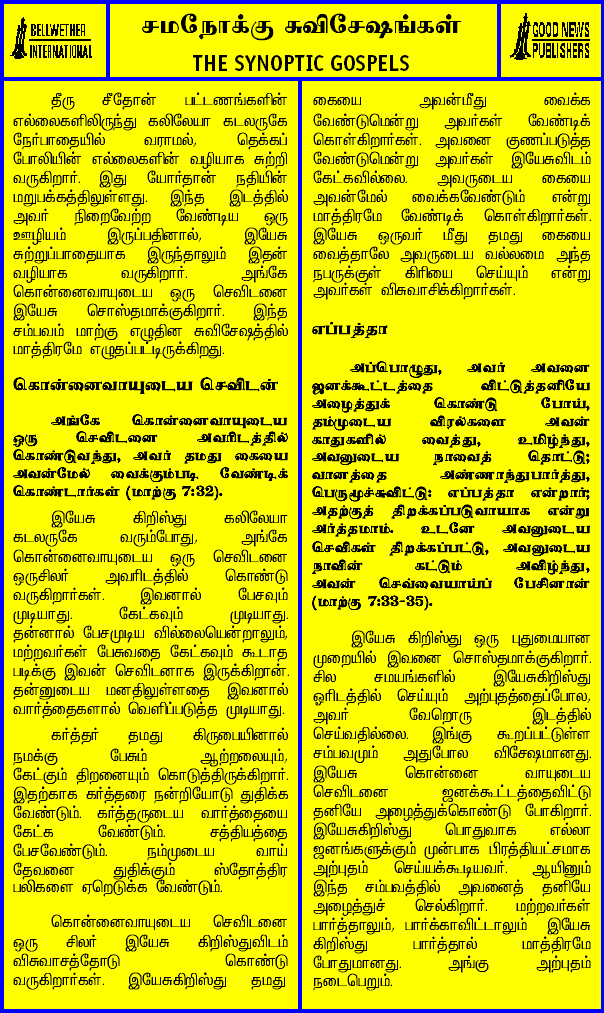 BELLWETHER
INTERNATIONAL
சமநோக்கு சுவிசேஷங்கள்
THE SYNOPTIC GOSPELS
GOOD NEWS
PUBLISHERS
தீரு சீதோன் பட்டணங்களின்
எல்லைகளிலிருந்து கலிலேயா கடலருகே
நேர்பாதையில் வராமல், தெக்கப்
போலியின் எல்லைகளின் வழியாக சுற்றி
வருகிறார். இது யோர்தான் நதியின்
மறுபக்கத்திலுள்ளது. இந்த இடத்தில்
அவர் நிறைவேற்ற வேண்டிய ஒரு
ஊழியம் இருப்பதினால், இயேசு
சுற்றுப்பாதையாக இருந்தாலும் இதன்
வழியாக வருகிறார். அங்கே
கொன்னைவாயுடைய ஒரு செவிடனை
இயேசு சொஸ்தமாக்குகிறார். இந்த
சம்பவம் மாற்கு எழுதின சுவிசேஷத்தில்
மாத்திரமே எழுதப்பட்டிருக்கிறது.
கொன்னைவாயுடைய செவிடன்
அங்கே கொன்னைவாயுடைய
ஒரு செவிடனை அவரிடத்தில்
கொண்டுவந்து, அவர் தமது கையை
அவன்மேல் வைக்கும்படி வேண்டிக்
கொண்டார்கள் (மாற்கு 7:32).
இயேசு கிறிஸ்து கலிலேயா
கடலருகே வரும்போது, அங்கே
கொன்னைவாயுடைய ஒரு செவிடனை
ஒருசிலர் அவரிடத்தில் கொண்டு
வருகிறார்கள். இவனால் பேசவும்
முடியாது. கேட்கவும் முடியாது.
தன்னால் பேசமுடிய வில்லையென்றாலும்,
மற்றவர்கள் பேசுவதை கேட்கவும் கூடாத
படிக்கு இவன் செவிடனாக இருக்கிறான்.
தன்னுடைய மனதிலுள்ளதை இவனால்
வார்த்தைகளால் வெளிப்படுத்த முடியாது.
கர்த்தர் தமது கிருபையினால்
நமக்கு பேசும் ஆற்றலையும்,
கேட்கும் திறனையும் கொடுத்திருக்கிறார்.
இதற்காக கர்த்தரை நன்றியோடு துதிக்க
வேண்டும். கர்த்தருடைய வார்த்தையை
கேட்க வேண்டும். சத்தியத்தை
பேசவேண்டும். நம்முடைய வாய்
தேவனை துதிக்கும் ஸ்தோத்திர
பலிகளை ஏறெடுக்க வேண்டும்.
கொன்னைவாயுடைய செவிடனை
ஒரு சிலர் இயேசு கிறிஸ்துவிடம்
விசுவாசத்தோடு கொண்டு
வருகிறார்கள். இயேசுகிறிஸ்து தமது
கையை அவன்மீது வைக்க
வேண்டுமென்று அவர்கள் வேண்டிக்
கொள்கிறார்கள். அவனை குணப்படுத்த
வேண்டுமென்று அவர்கள் இயேசுவிடம்
கேட்கவில்லை. அவருடைய கையை
அவன்மேல் வைக்கவேண்டும் என்று
மாத்திரமே வேண்டிக் கொள்கிறார்கள்.
இயேசு ஒருவர் மீது தமது கையை
வைத்தாலே அவருடைய வல்லமை அந்த
நபருக்குள் கிரியை செய்யும் என்று
அவர்கள் விசுவாசிக்கிறார்கள்.
எப்பத்தா
அப்பொழுது, அவர் அவனை
ஜனக்கூட்டத்தை விட்டுத்தனியே
அழைத்துக் கொண்டு போய்,
தம்முடைய விரல்களை அவன்
காதுகளில் வைத்து, உமிழ்ந்து,
அவனுடைய நாவைத் தொட்டு;
வானத்தை அண்ணாந்துபார்த்து,
பெருமூச்சுவிட்டு: எப்பத்தா என்றார்;
அதற்குத் திறக்கப்படுவாயாக என்று
அர்த்தமாம். உடனே அவனுடைய
செவிகள் திறக்கப்பட்டு, அவனுடைய
நாவின் கட்டும் அவிழ்ந்து,
அவன் செவ்வையாய்ப் பேசினான்
(மாற்கு 7:33-35).
இயேசு கிறிஸ்து ஒரு புதுமையான
முறையில் இவனை சொஸ்தமாக்குகிறார்.
சில சமயங்களில் இயேசுகிறிஸ்து
ஓரிடத்தில் செய்யும் அற்புதத்தைப்போல,
அவர் வேறொரு இடத்தில்
செய்வதில்லை. இங்கு கூறப்பட்டுள்ள
சம்பவமும் அதுபோல விசேஷமானது.
இயேசு கொன்னை வாயுடைய
செவிடனை ஜனக்கூட்டத்தைவிட்டு
தனியே அழைத்துக்கொண்டு போகிறார்.
இயேசுகிறிஸ்து பொதுவாக எல்லா
ஜனங்களுக்கும் முன்பாக பிரத்தியட்சமாக
அற்புதம் செய்யக்கூடியவர். ஆயினும்
இந்த சம்பவத்தில் அவனைத் தனியே
அழைத்துச் செல்கிறார். மற்றவர்கள்
பார்த்தாலும், பார்க்காவிட்டாலும் இயேசு
கிறிஸ்து பார்த்தால் மாத்திரமே
போதுமானது. அங்கு அற்புதம்
நடைபெறும்.